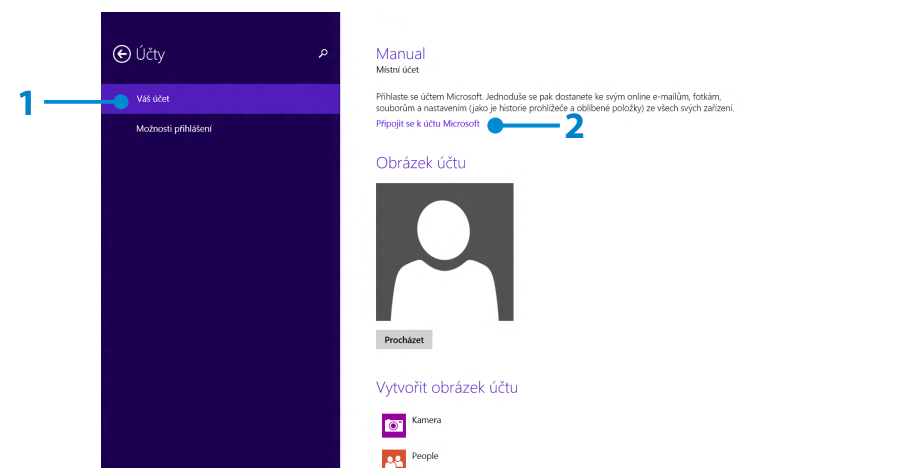 Účty
1
Váš účet
Možnosti přihlášení
Manual
Místní účet
Přihlaste se účtem Microsoft. Jednoduše se pak dostanete ke svým online e-mailům, fotkám,
souborům a nastavením (jako je historie prohlížeče a oblíbené položky) ze všech svých zařízení.
Připojit se k účtu Microsoft
2
Obrázek účtu
Procházet
Vytvořit obrázek účtu
Kamera
People